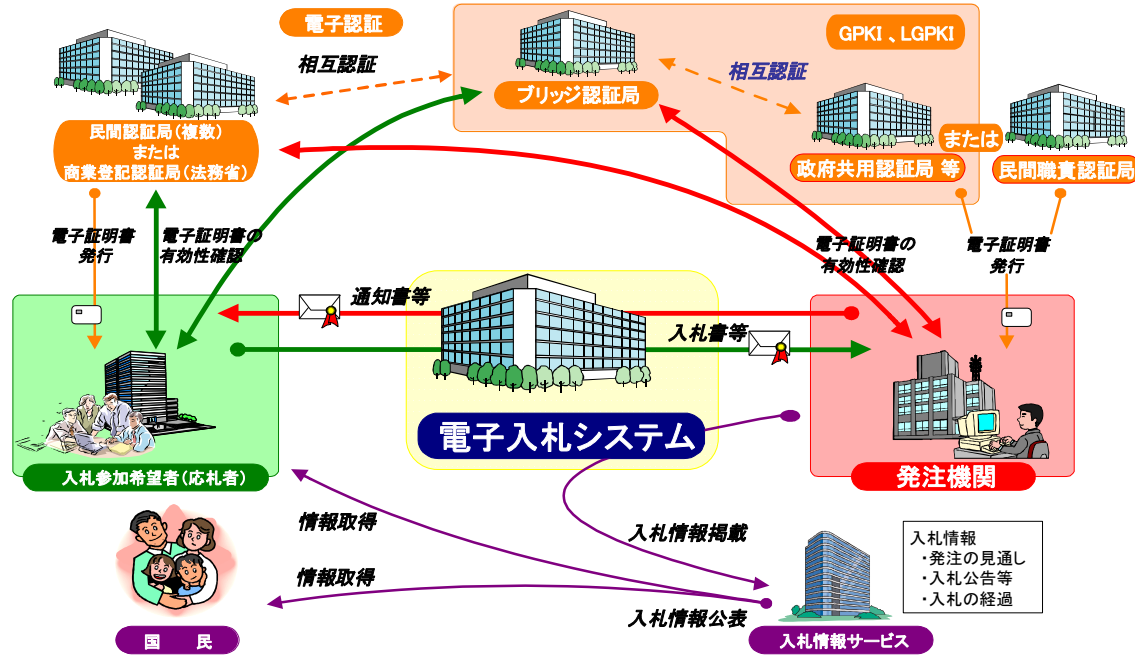 電子認証
GPKI 、LGPKI
相互認証
相互認証
ブリッジ認証局
民間認証局(複数)
または
商業登記認証局(法務省)
または
政府共用認証局 等
民間職責認証局
電子証明書
発行
電子証明書の
有効性確認
電子証明書の
有効性確認
電子証明書
発行
通知書等
入札書等
電子入札システム
入札参加希望者(応札者)
発注機関
情報取得
入札情報掲載
情報取得
入札情報公表
入札情報
・発注の見通し
・入札公告等
・入札の経過
国　民
入札情報サービス